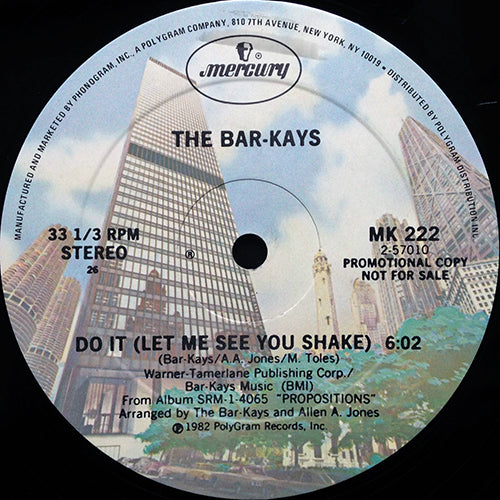 MANUFACTURED AND MARKETED BY PHONOGRAM, INC., A POLYGRAM COMPANY, 810 7TH AVENUE, NEW YORK, N.Y. 10019 • DISTRIBUTED BY POLYGRAM DISTRIBUTION, INC.
mercury
THE BAR-KAYS
33 1/3 RPM
STEREO
26
®
MK 222
2-57010
PROMOTIONAL COPY
NOT FOR SALE
DO IT (LET ME SEE YOU SHAKE) 6:02
(Bar-Kays/A.A. Jones/M. Toles)
Warner-Tamerlane Publishing Corp./
Bar-Kays Music (BMI)
From Album SRM-1-4065 "PROPOSITIONS"
Arranged by The Bar-Kays and Allen A. Jones
℗ 1982 PolyGram Records, Inc.